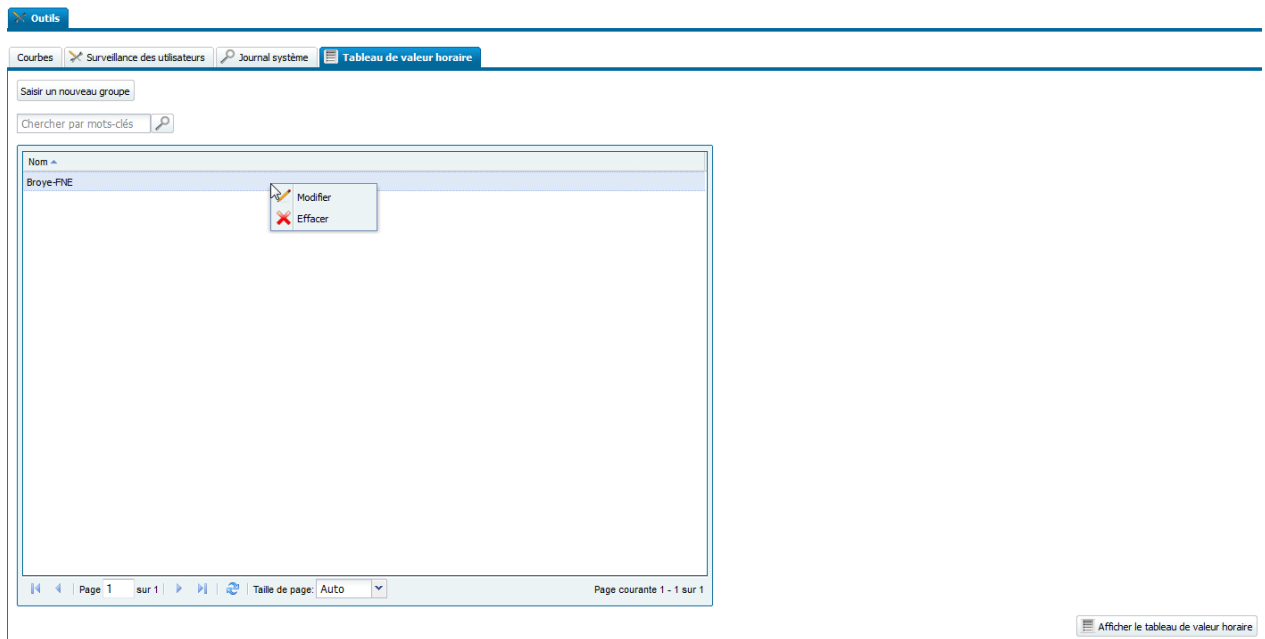 Outils
Courbes Surveillance des utilisateurs Journal système Tableau de valeur horaire
Saisir un nouveau groupe
Chercher par mots-clés
Nom
Broye-FNE
Modifier
Effacer
Page 1 sur 1 Taille de page: Auto Page courante 1 - 1 sur 1
Afficher le tableau de valeur horaire